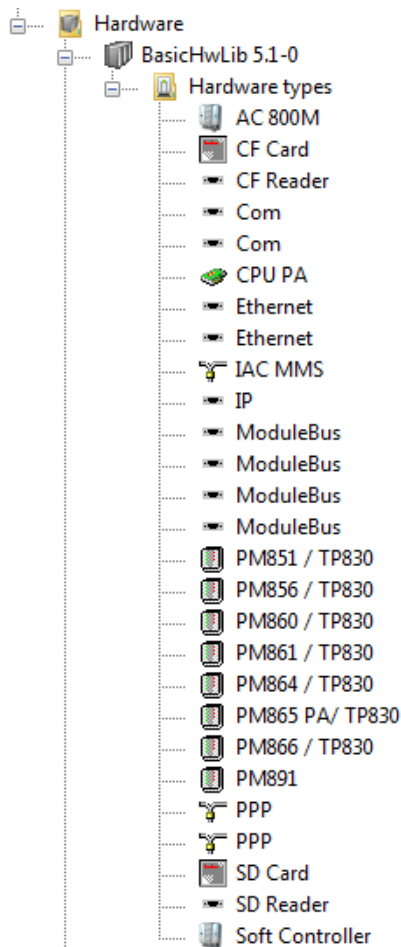 Hardware
BasicHwLib 5.1-0
Hardware types
AC 800M
CF Card
CF Reader
Com
Com
CPU PA
Ethernet
Ethernet
IAC MMS
IP
ModuleBus
ModuleBus
ModuleBus
ModuleBus
PM851 / TP830
PM856 / TP830
PM860 / TP830
PM861 / TP830
PM864 / TP830
PM865 PA/ TP830
PM866 / TP830
PM891
PPP
PPP
SD Card
SD Reader
Soft Controller